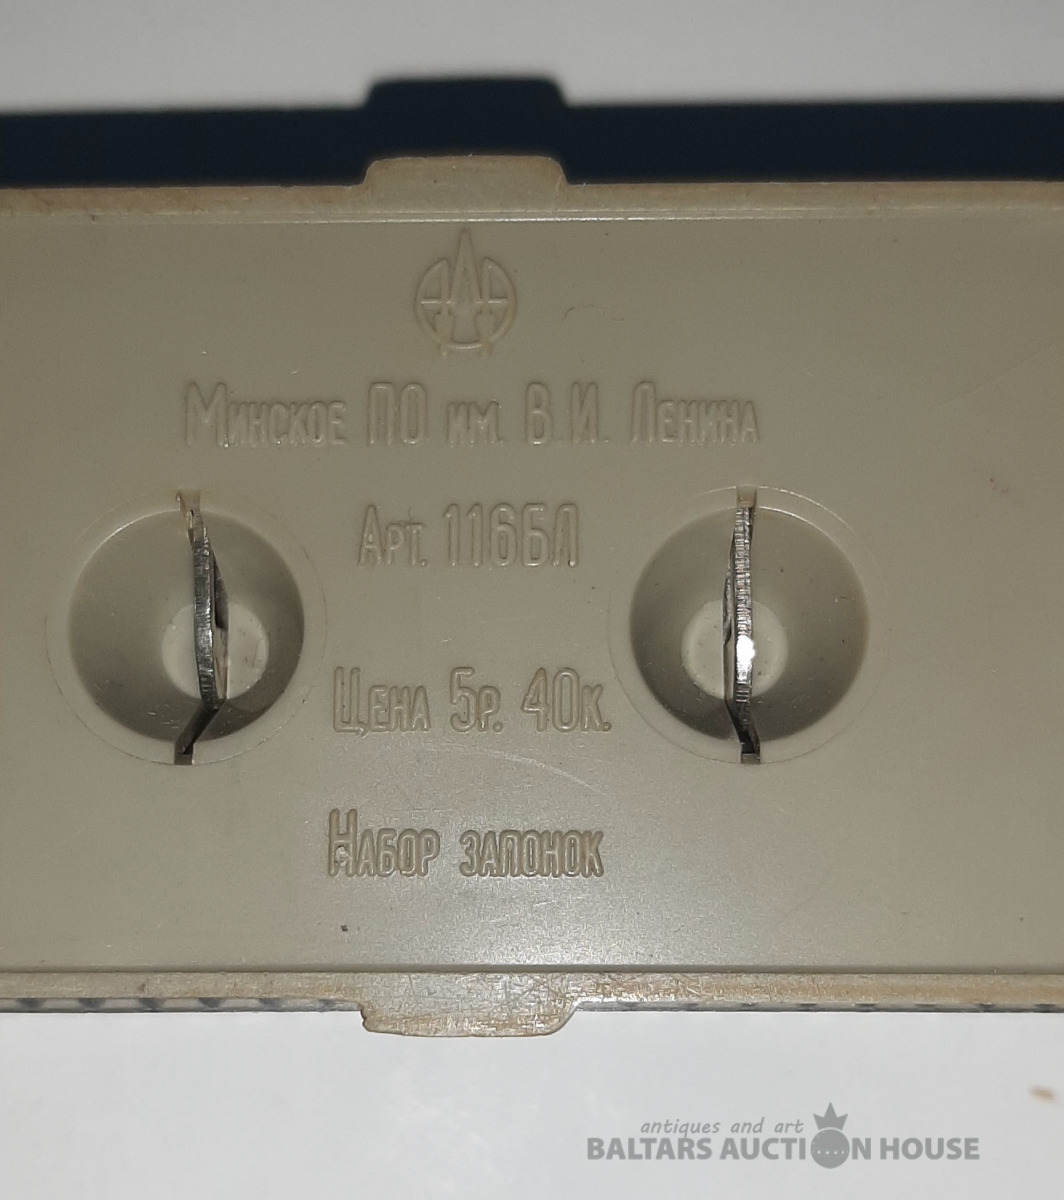 Минское ПО им. В.И. Ленина
Арт. 116БЛ
Цена 5р. 40к.
Набор запонок
antiques and art
BALTARS AUCTION HOUSE